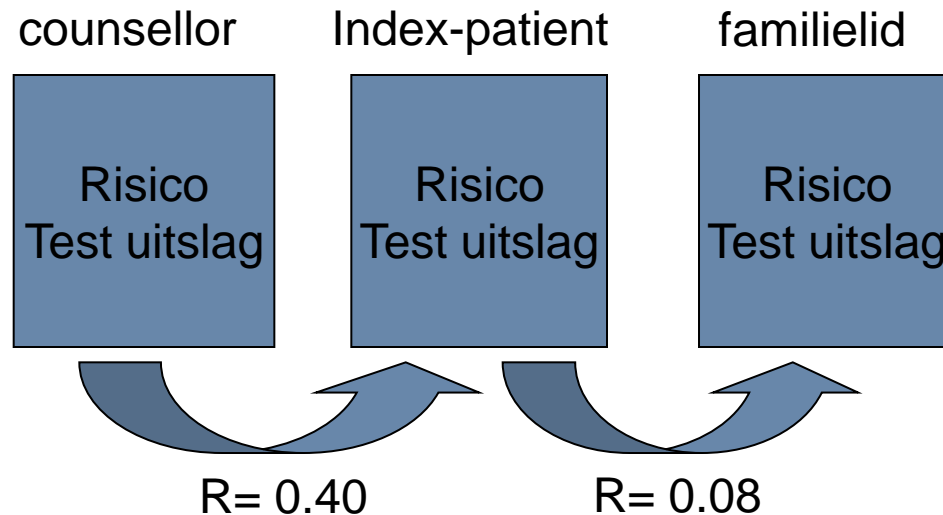 counsellor
Index-patient
familielid
Risico
Test uitslag
Risico
Test uitslag
Risico
Test uitslag
R= 0.40
R= 0.08